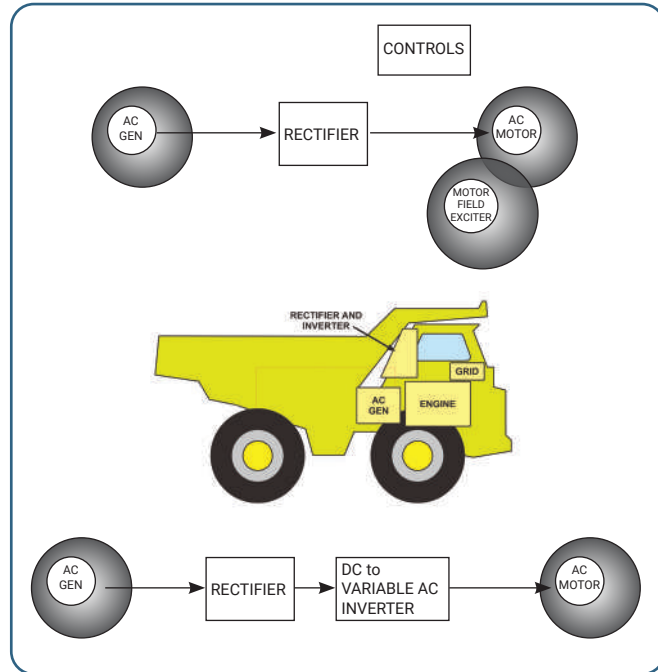 CONTROLS
AC
GEN
RECTIFIER
AC
MOTOR
MOTOR
FIELD
EXCITER
RECTIFIER AND
INVERTER
GRID
AC
GEN
ENGINE
AC
GEN
RECTIFIER
DC to
VARIABLE AC
INVERTER
AC
MOTOR